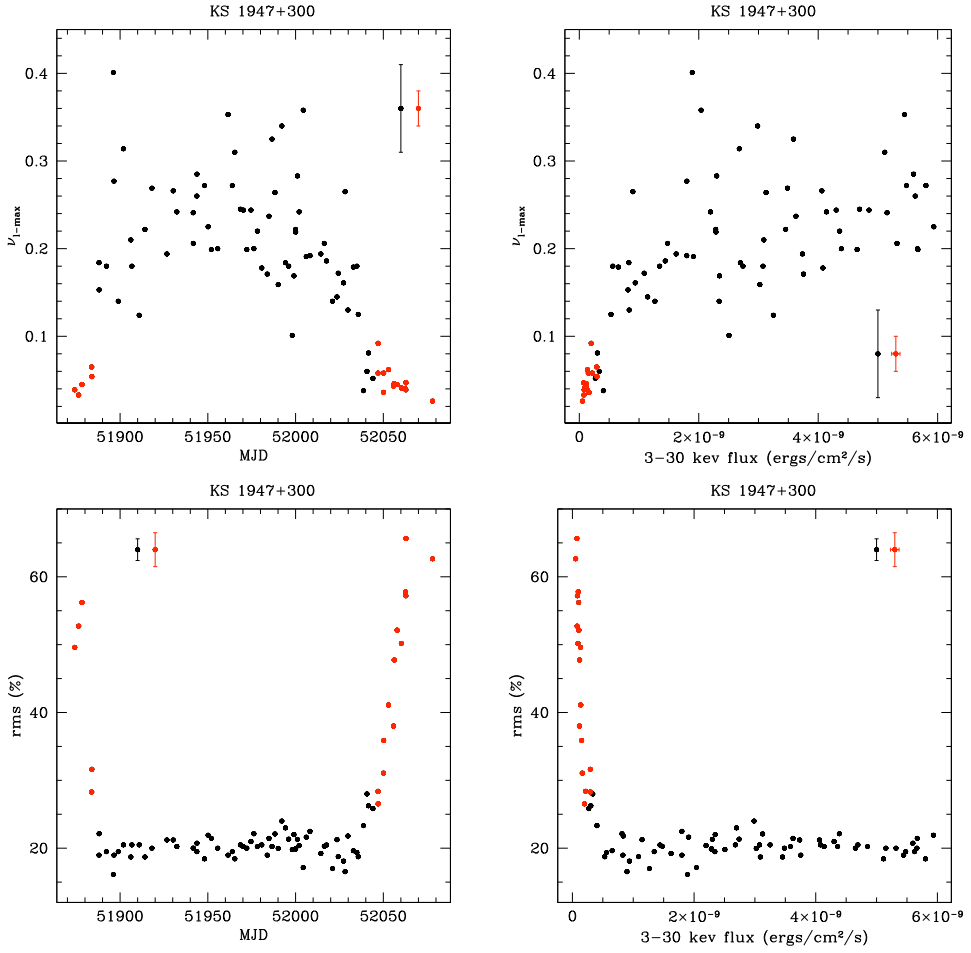 KS 1947+300
KS 1947+300
ν₁₋max
0.4
0.3
0.2
0.1
51900 51950 52000 52050
MJD
ν₁₋max
0.4
0.3
0.2
0.1
0 2×10⁻⁹ 4×10⁻⁹ 6×10⁻⁹
3−30 kev flux (ergs/cm²/s)
KS 1947+300
KS 1947+300
rms (%)
60
40
20
51900 51950 52000 52050
MJD
rms (%)
60
40
20
0 2×10⁻⁹ 4×10⁻⁹ 6×10⁻⁹
3−30 kev flux (ergs/cm²/s)